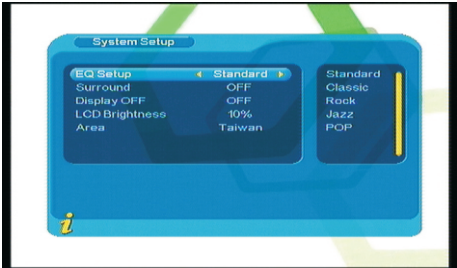 System Setup
EQ Setup Standard
Surround OFF
Display OFF OFF
LCD Brightness 10%
Area Taiwan
Standard
Classic
Rock
Jazz
POP
i